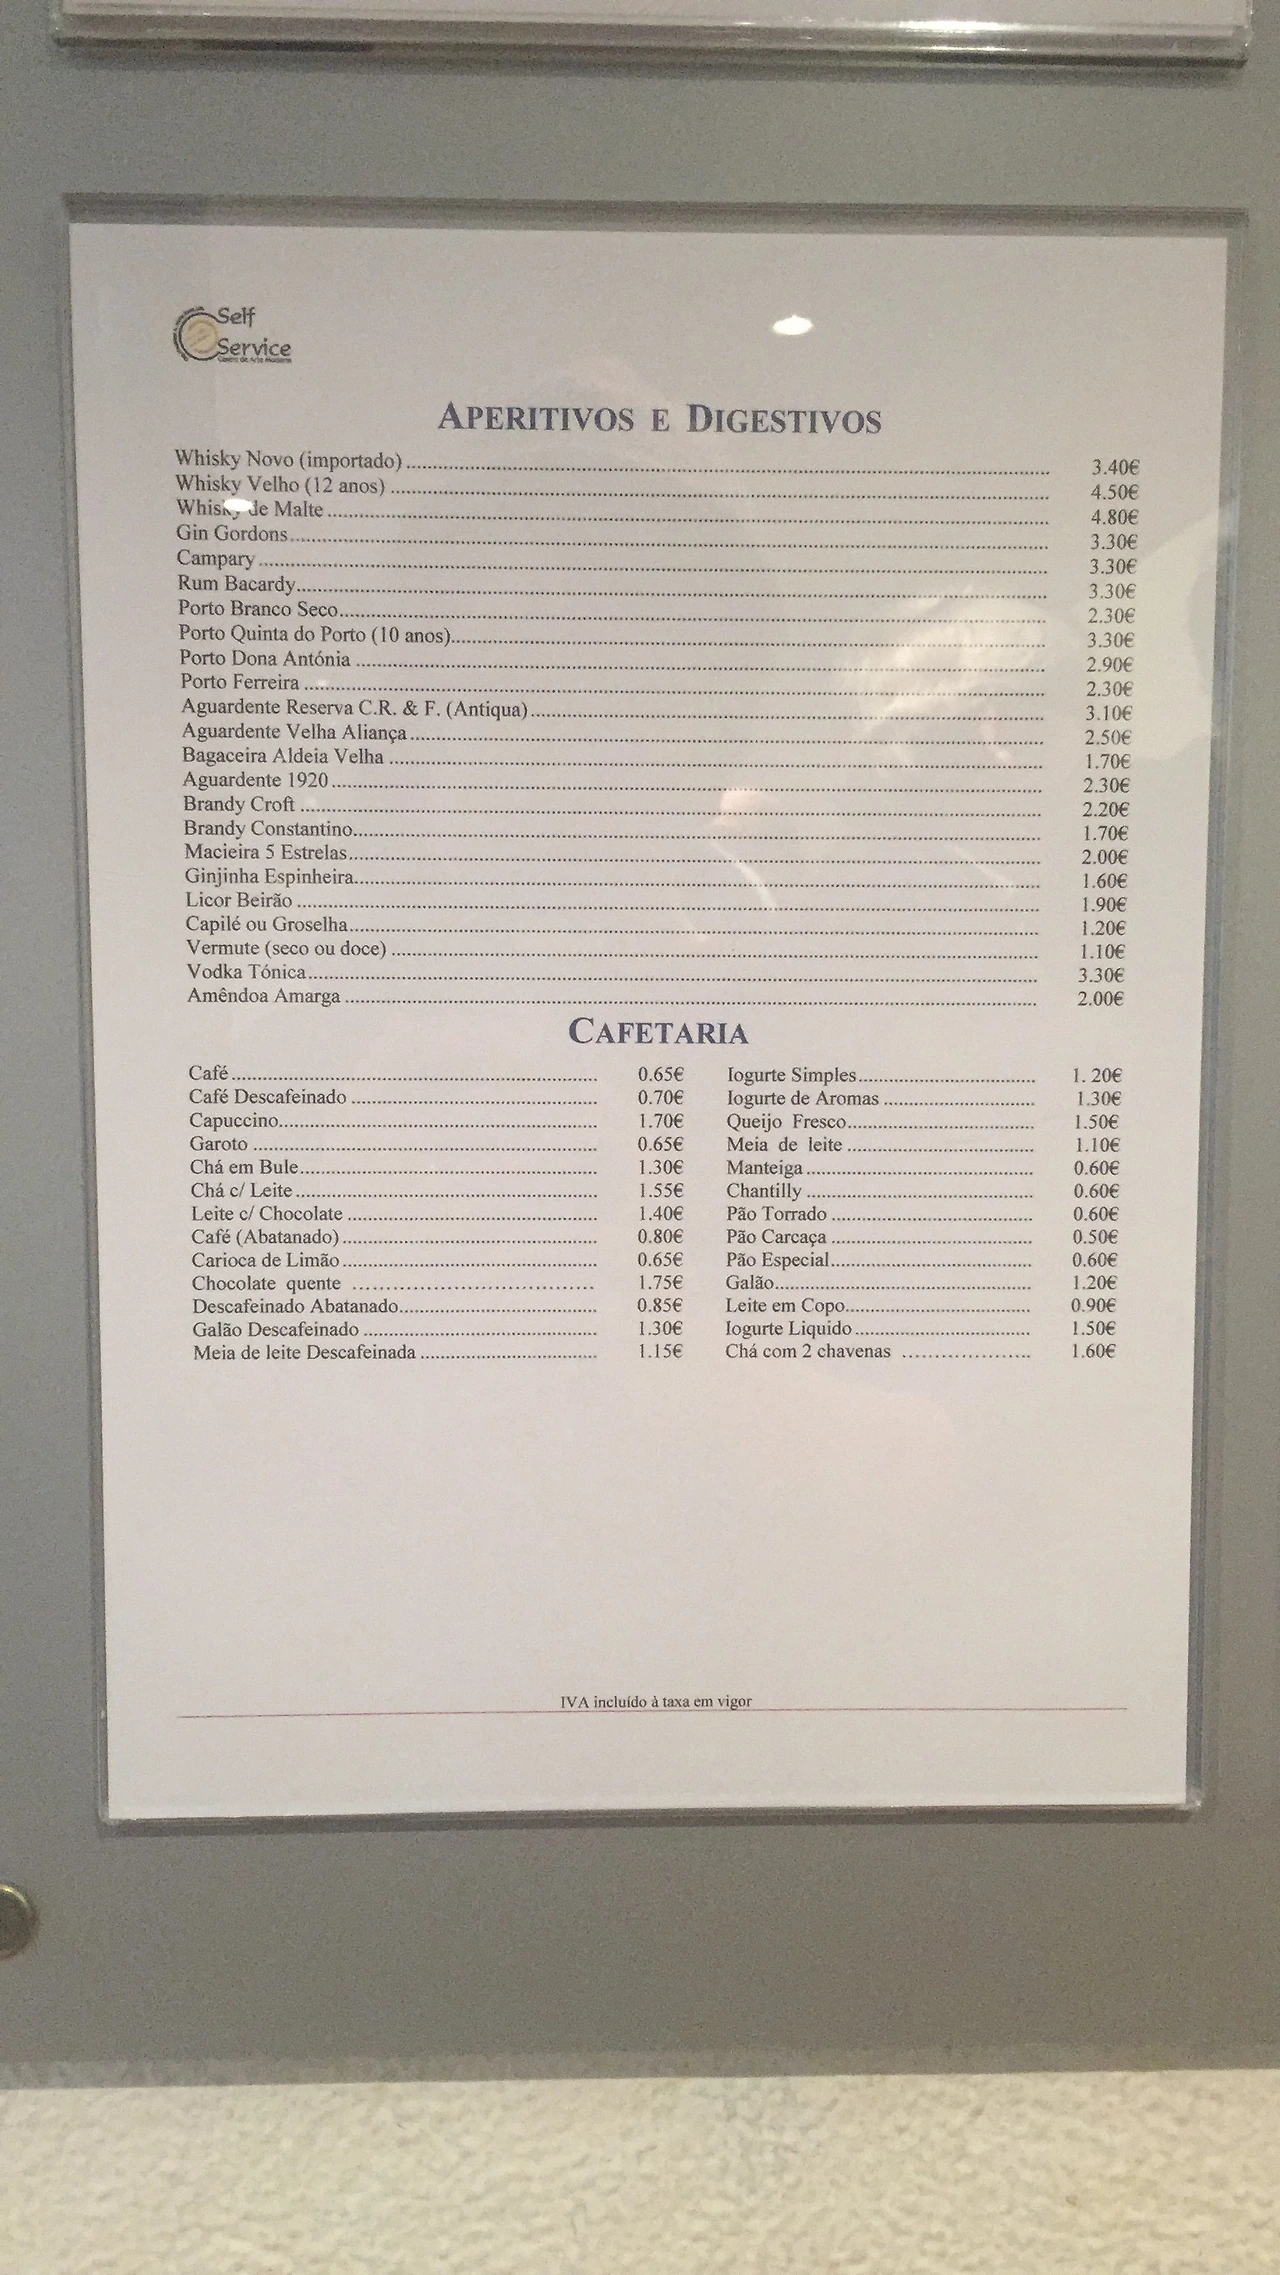 Self
Service
Centro de Arte Moderna
APERITIVOS E DIGESTIVOS
Whisky Novo (importado) 3.40€
Whisky Velho (12 anos) 4.50€
Whisky de Malte 4.80€
Gin Gordons 3.30€
Campary 3.30€
Rum Bacardy 3.30€
Porto Branco Seco 2.30€
Porto Quinta do Porto (10 anos) 3.30€
Porto Dona Antónia 2.90€
Porto Ferreira 2.30€
Aguardente Reserva C.R. & F. (Antiqua) 3.10€
Aguardente Velha Aliança 2.50€
Bagaceira Aldeia Velha 1.70€
Aguardente 1920 2.30€
Brandy Croft 2.20€
Brandy Constantino 1.70€
Macieira 5 Estrelas 2.00€
Ginjinha Espinheira 1.60€
Licor Beirão 1.90€
Capilé ou Groselha 1.20€
Vermute (seco ou doce) 1.10€
Vodka Tónica 3.30€
Amêndoa Amarga 2.00€
CAFETARIA
Café 0.65€
Café Descafeinado 0.70€
Capuccino 1.70€
Garoto 0.65€
Chá em Bule 1.30€
Chá c/ Leite 1.55€
Leite c/ Chocolate 1.40€
Café (Abatanado) 0.80€
Carioca de Limão 0.65€
Chocolate quente 1.75€
Descafeinado Abatanado 0.85€
Galão Descafeinado 1.30€
Meia de leite Descafeinada 1.15€
Iogurte Simples 1. 20€
Iogurte de Aromas 1.30€
Queijo Fresco 1.50€
Meia de leite 1.10€
Manteiga 0.60€
Chantilly 0.60€
Pão Torrado 0.60€
Pão Carcaça 0.50€
Pão Especial 0.60€
Galão 1.20€
Leite em Copo 0.90€
Iogurte Liquido 1.50€
Chá com 2 chavenas 1.60€
IVA incluído à taxa em vigor